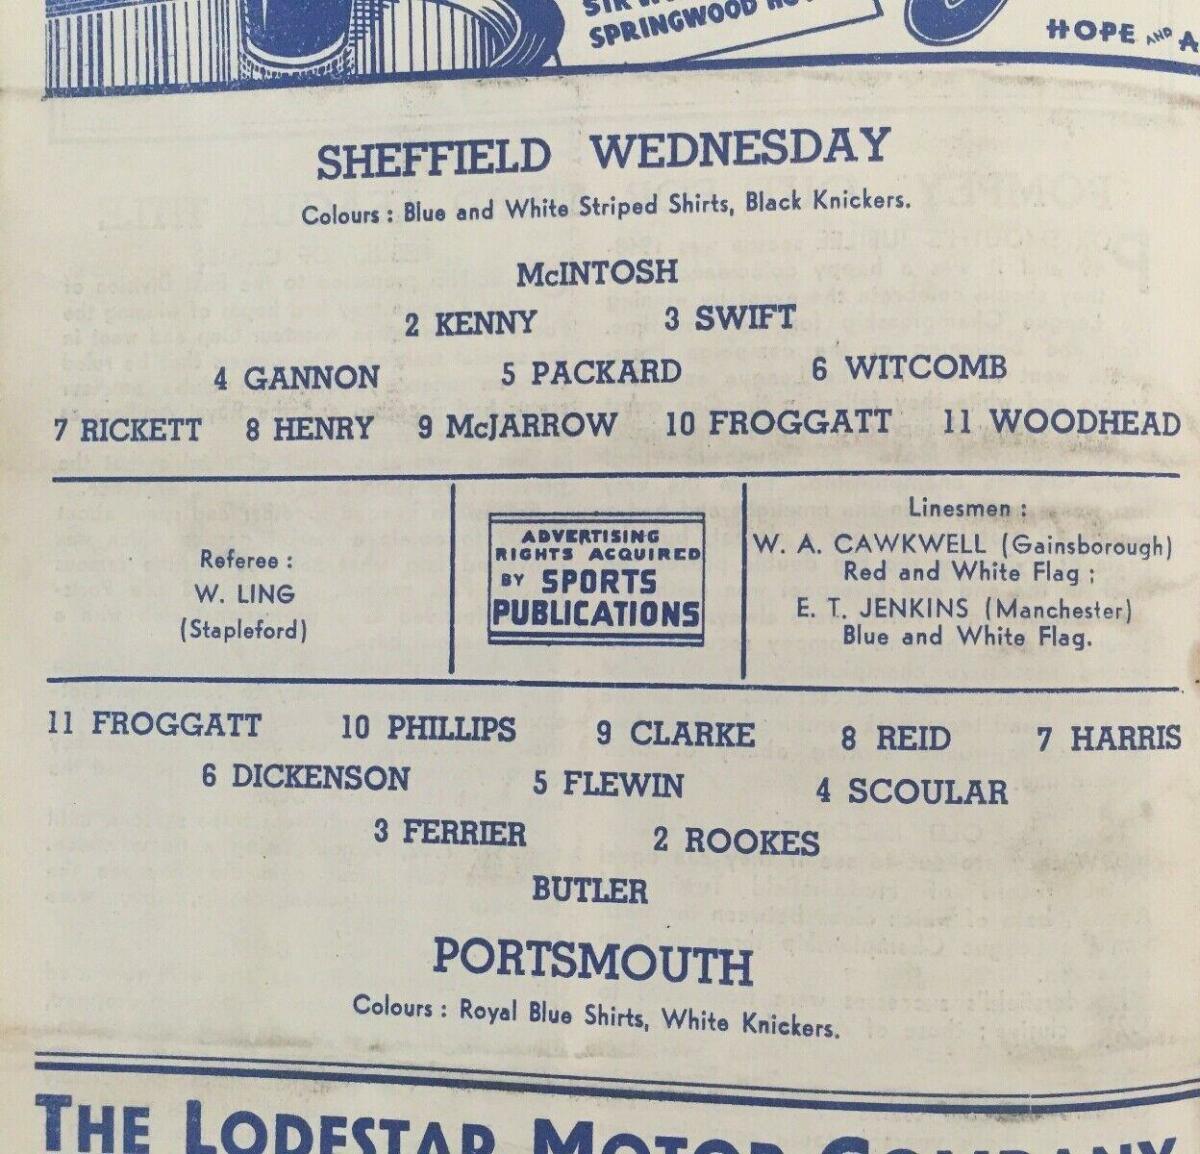 SPRINGWOOD
HOPE AND
SHEFFIELD WEDNESDAY
Colours : Blue and White Striped Shirts, Black Knickers.
McINTOSH
2 KENNY 3 SWIFT
4 GANNON 5 PACKARD 6 WITCOMB
7 RICKETT 8 HENRY 9 McJARROW 10 FROGGATT 11 WOODHEAD
Referee :
W. LING
(Stapleford)
ADVERTISING
RIGHTS ACQUIRED
BY SPORTS
PUBLICATIONS
Linesmen :
W. A. CAWKWELL (Gainsborough)
Red and White Flag ;
E. T. JENKINS (Manchester)
Blue and White Flag.
11 FROGGATT 10 PHILLIPS 9 CLARKE 8 REID 7 HARRIS
6 DICKENSON 5 FLEWIN 4 SCOULAR
3 FERRIER 2 ROOKES
BUTLER
PORTSMOUTH
Colours : Royal Blue Shirts, White Knickers.
THE LODESTAR MOTOR COMPANY